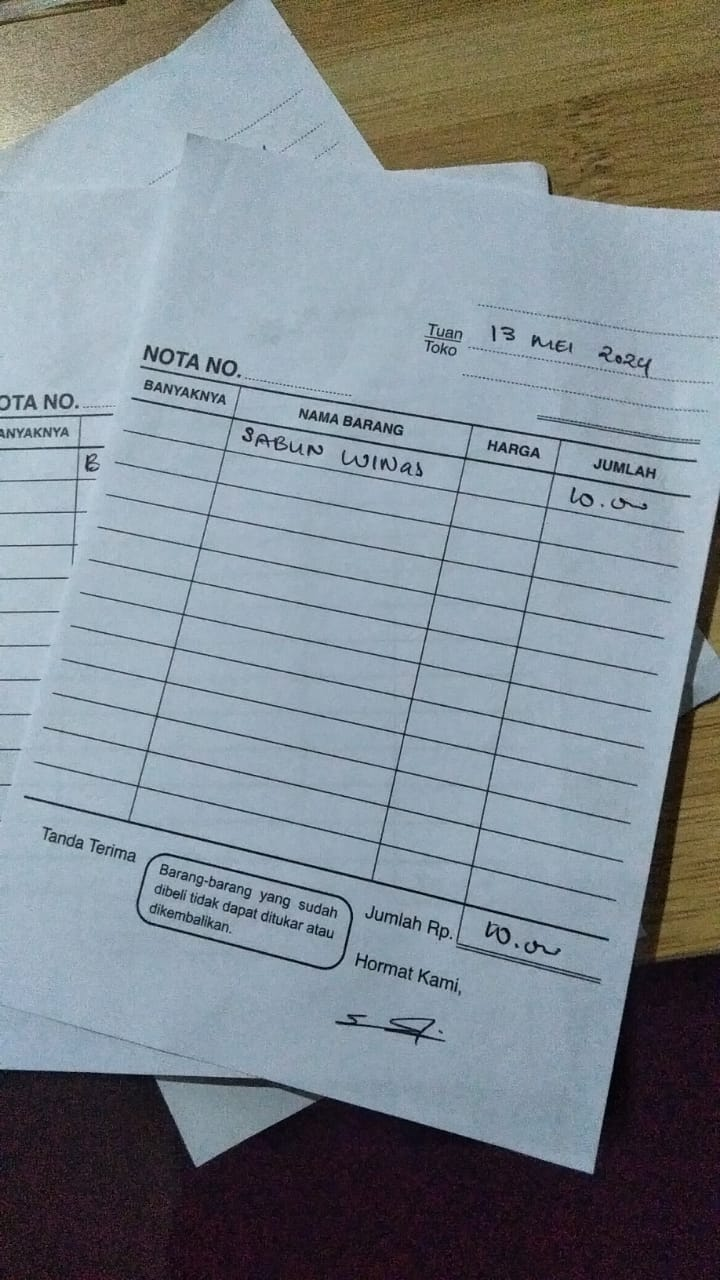 Tuan
Toko
13 MEI 2024
NOTA NO.
BANYAKNYA
NAMA BARANG
HARGA
JUMLAH
SABUN WINGS
10.00
Tanda Terima
Barang-barang yang sudah
dibeli tidak dapat ditukar atau
dikembalikan.
Jumlah Rp.
10.00
Hormat Kami,
OTA NO.
ANYAKNYA
B